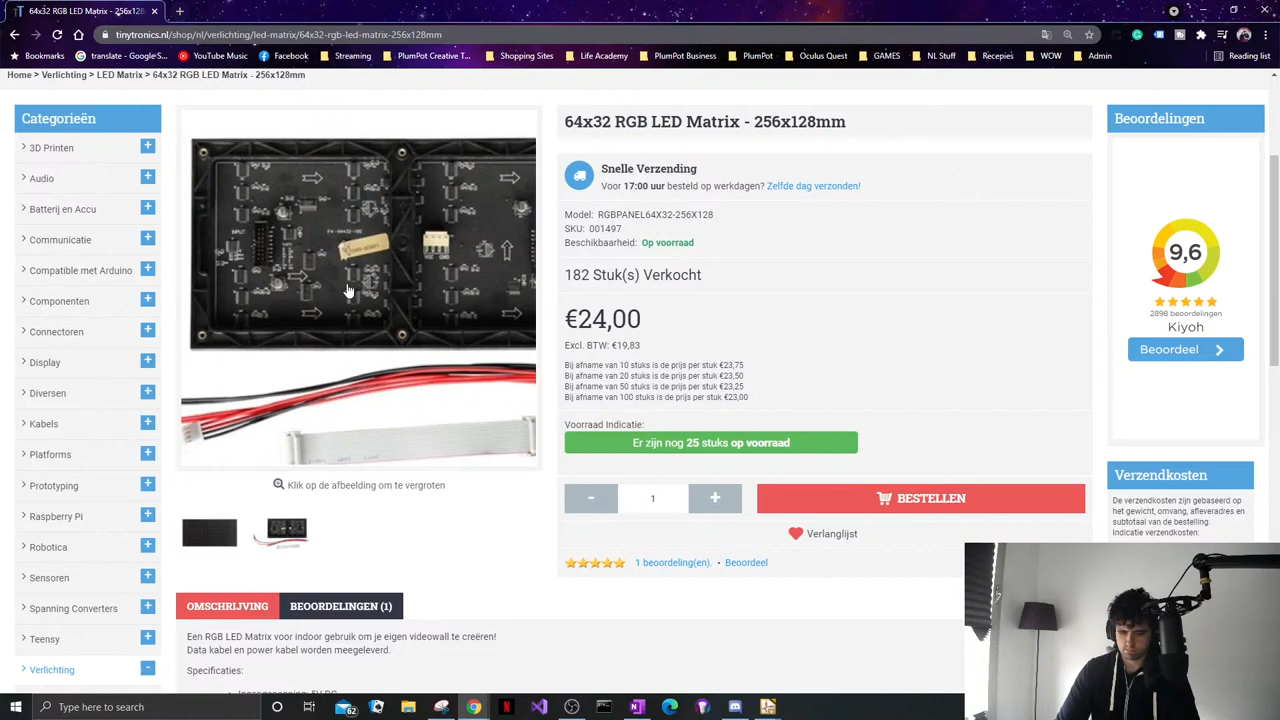 64x32 RGB LED Matrix - 256x128
tinytronics.nl/shop/nl/verlichting/led-matrix/64x32-rgb-led-matrix-256x128mm
Bookmarks
translate - Google S...
YouTube Music
Facebook
Streaming
PlumPot Creative T...
Shopping Sites
Life Academy
PlumPot Business
PlumPot
Oculus Quest
GAMES
NL Stuff
Recepies
WOW
Admin
Reading list
Home > Verlichting > LED Matrix > 64x32 RGB LED Matrix - 256x128mm
Categorieën
3D Printen
Audio
Batterij en Accu
Communicatie
Compatible met Arduino
Componenten
Connectoren
Display
Diversen
Kabels
Platforms
Prototyping
Raspberry Pi
Robotica
Sensoren
Spanning Converters
Teensy
Verlichting
INPUT
VCC GND
Klik op de afbeelding om te vergroten
64x32 RGB LED Matrix - 256x128mm
Snelle Verzending
Voor 17:00 uur besteld op werkdagen? Zelfde dag verzonden!
Model: RGBPANEL64X32-256X128
SKU: 001497
Beschikbaarheid: Op voorraad
182 Stuk(s) Verkocht
€24,00
Excl. BTW: €19,83
Bij afname van 10 stuks is de prijs per stuk €23,75
Bij afname van 20 stuks is de prijs per stuk €23,50
Bij afname van 50 stuks is de prijs per stuk €23,25
Bij afname van 100 stuks is de prijs per stuk €23,00
Voorraad Indicatie:
Er zijn nog 25 stuks op voorraad
- 1 + BESTELLEN
Verlanglijst
1 beoordeling(en). • Beoordeel
OMSCHRIJVING BEOORDELINGEN (1)
Een RGB LED Matrix voor indoor gebruik om je eigen videowall te creëren!
Data kabel en power kabel worden meegeleverd.
Specificaties:
Ingangspanning: 5V DC
Beoordelingen
9,6
2898 beoordelingen
Kiyoh
Beoordeel
Verzendkosten
De verzendkosten zijn gebaseerd op
het gewicht, omvang, afleveradres en
subtotaal van de bestelling.
Indicatie verzendkosten:
Type here to search
62